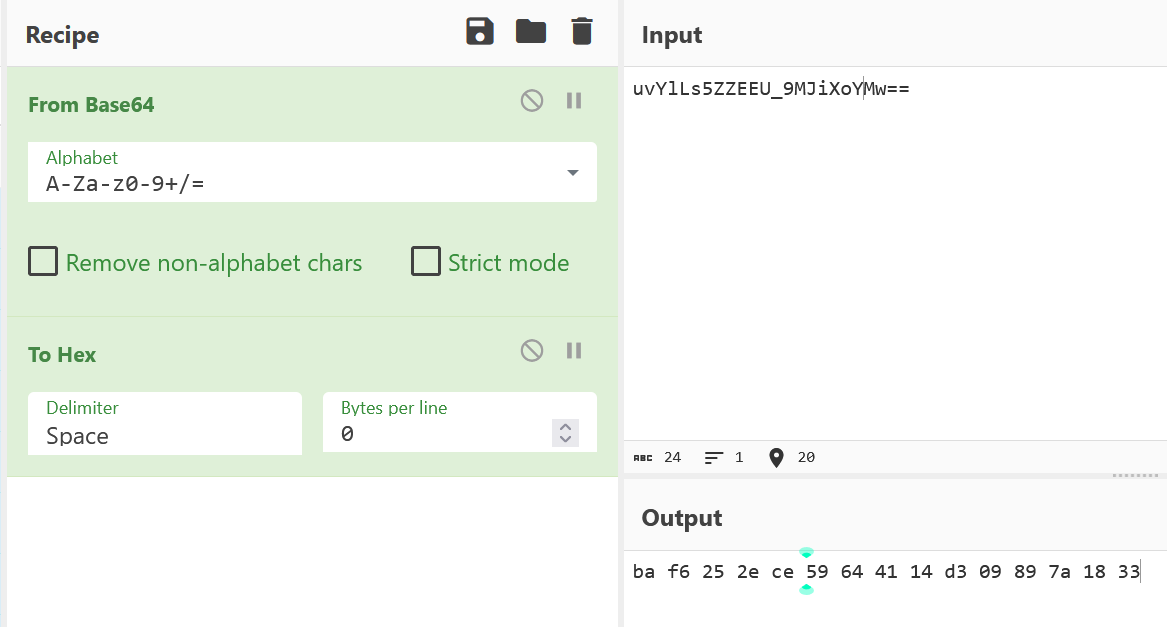 Recipe
From Base64
Alphabet
A-Za-z0-9+/=
Remove non-alphabet chars Strict mode
To Hex
Delimiter
Space
Bytes per line
0
Input
uvYlLs5ZZEEU_9MJiXoYMw==
ABC 24 1 20
Output
ba f6 25 2e ce 59 64 41 14 d3 09 89 7a 18 33